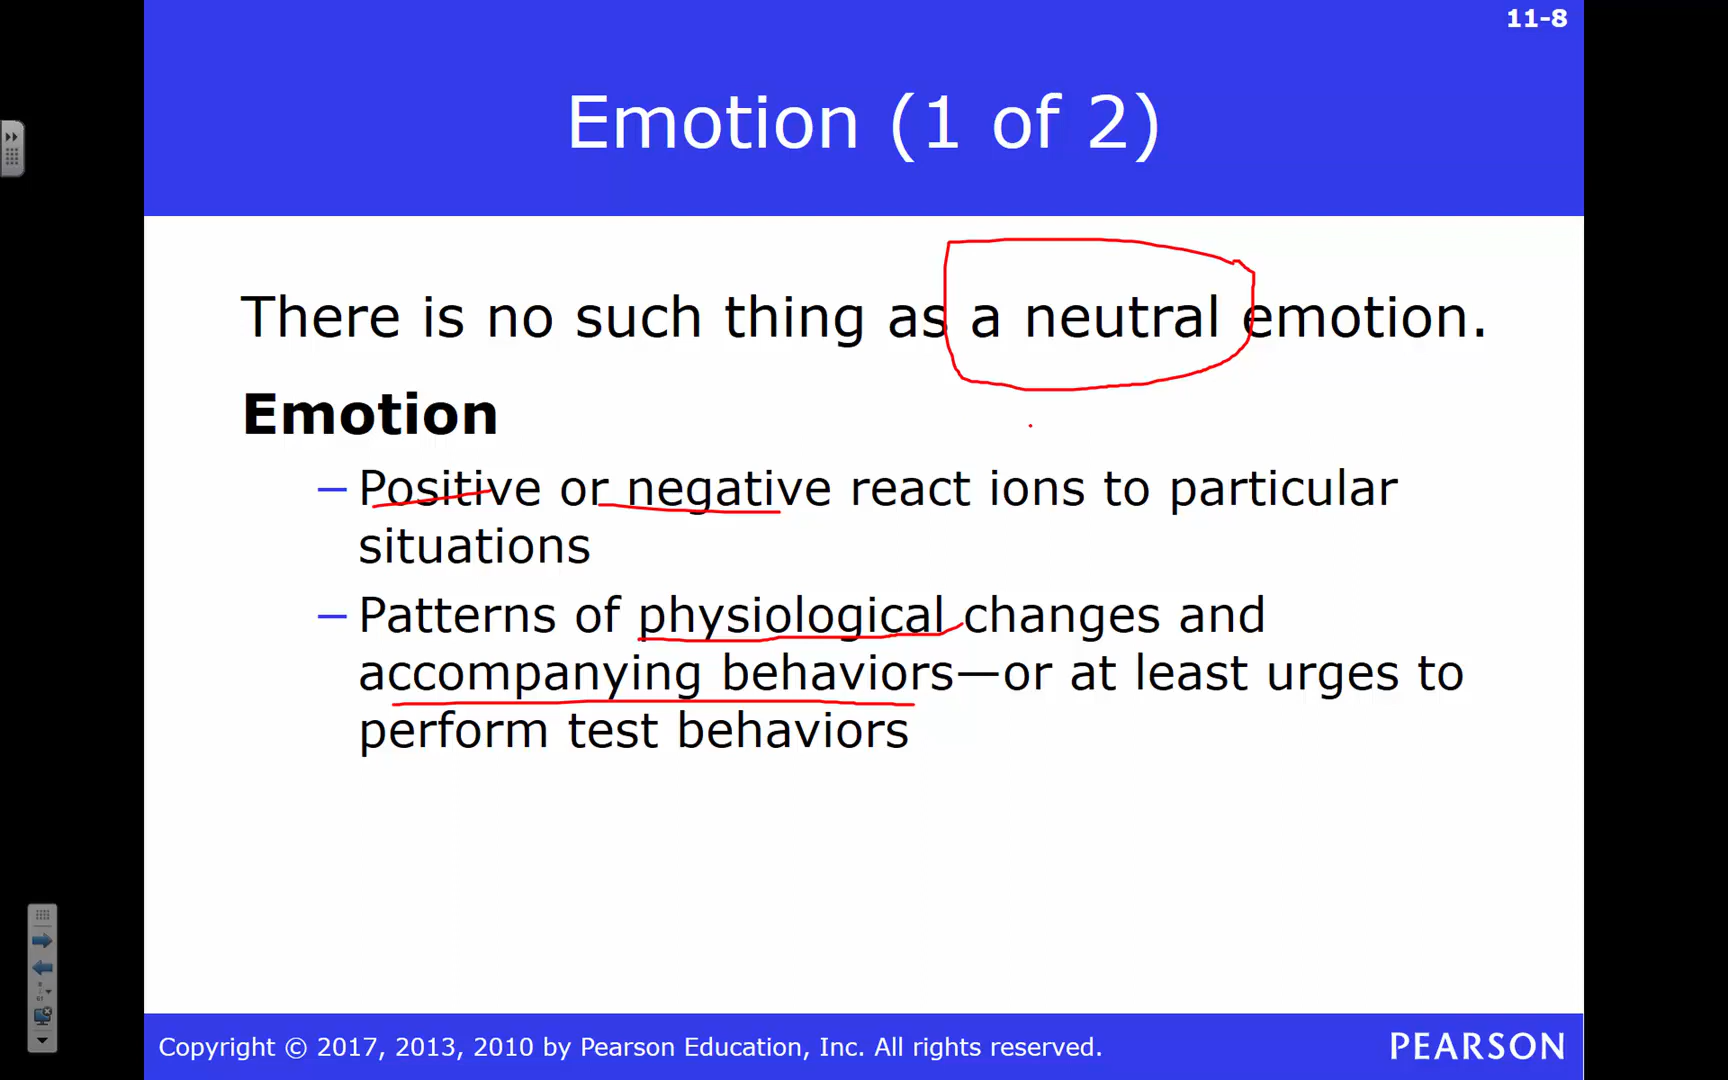 11-8
Emotion (1 of 2)
There is no such thing as a neutral emotion.
Emotion
– Positive or negative react ions to particular
situations
– Patterns of physiological changes and
accompanying behaviors—or at least urges to
perform test behaviors
Copyright © 2017, 2013, 2010 by Pearson Education, Inc. All rights reserved.
PEARSON